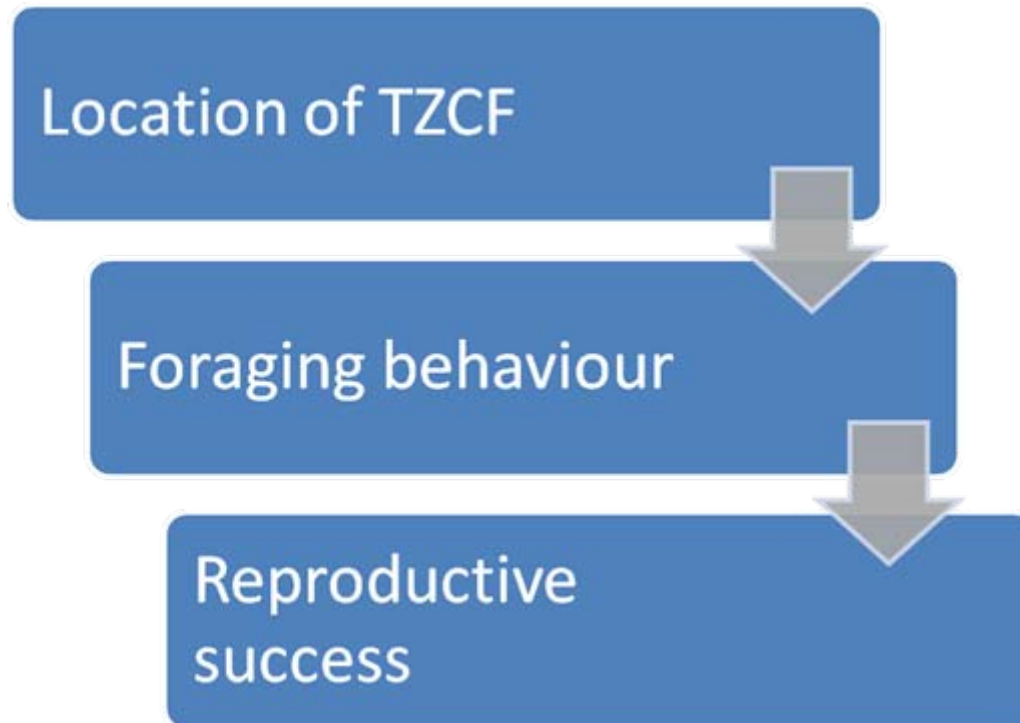 Location of TZCF
Foraging behaviour
Reproductive
success